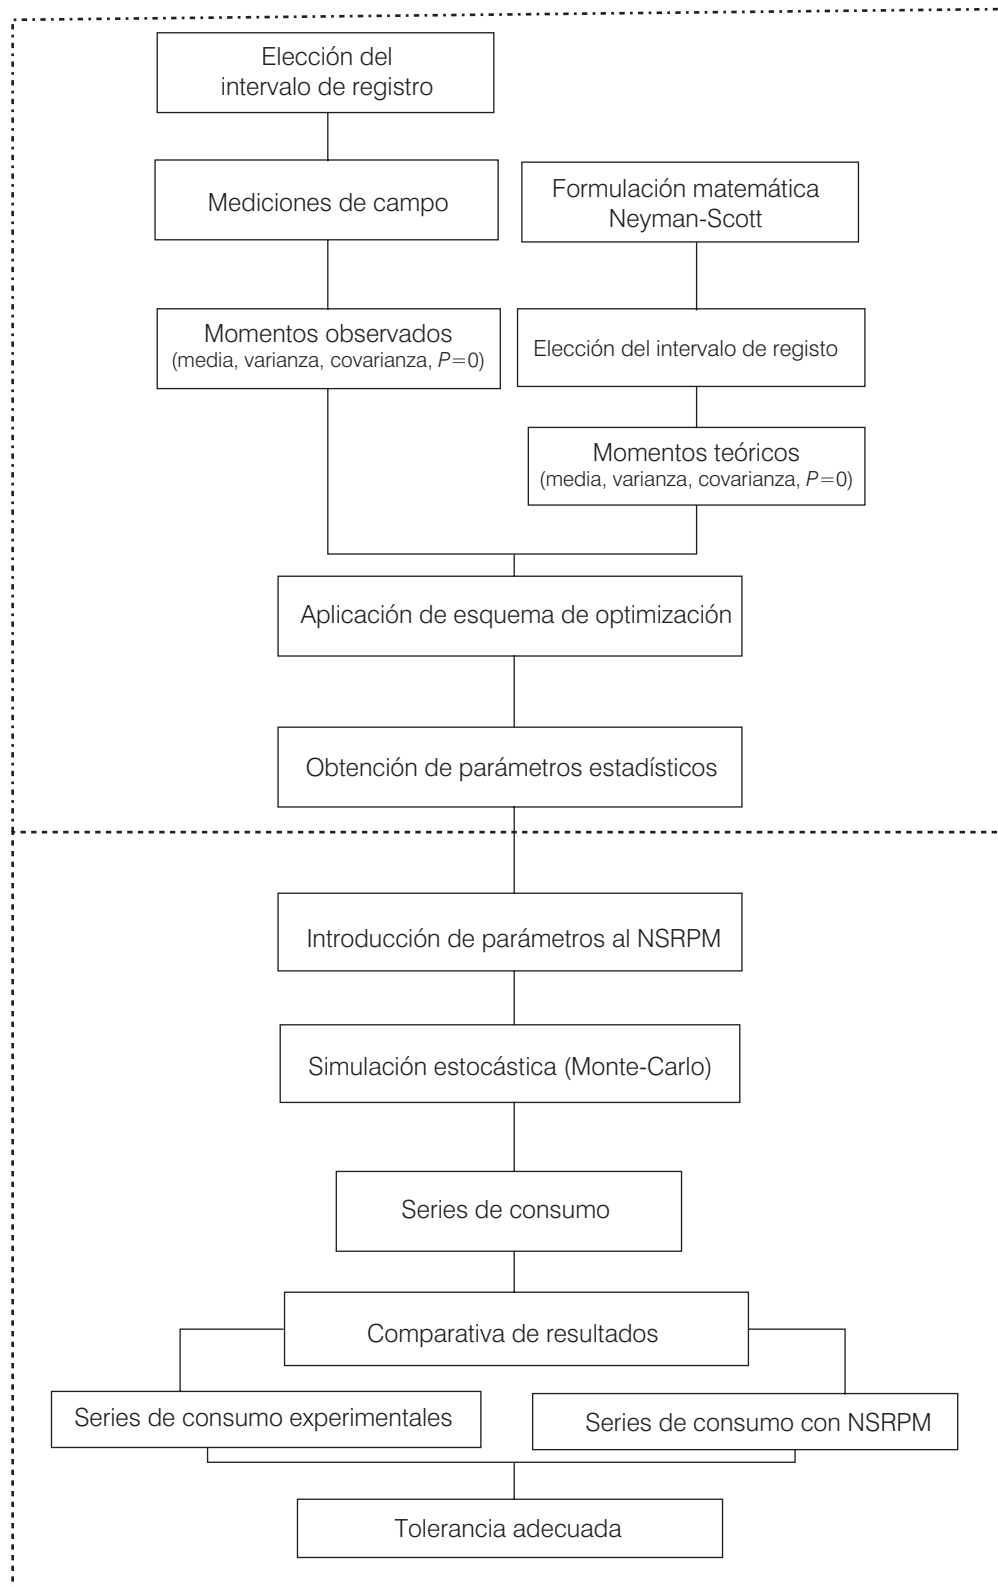 Elección del
intervalo de registro
Mediciones de campo
Formulación matemática
Neyman-Scott
Momentos observados
(media, varianza, covarianza, P=0)
Elección del intervalo de registo
Momentos teóricos
(media, varianza, covarianza, P=0)
Aplicación de esquema de optimización
Obtención de parámetros estadísticos
Introducción de parámetros al NSRPM
Simulación estocástica (Monte-Carlo)
Series de consumo
Comparativa de resultados
Series de consumo experimentales
Series de consumo con NSRPM
Tolerancia adecuada